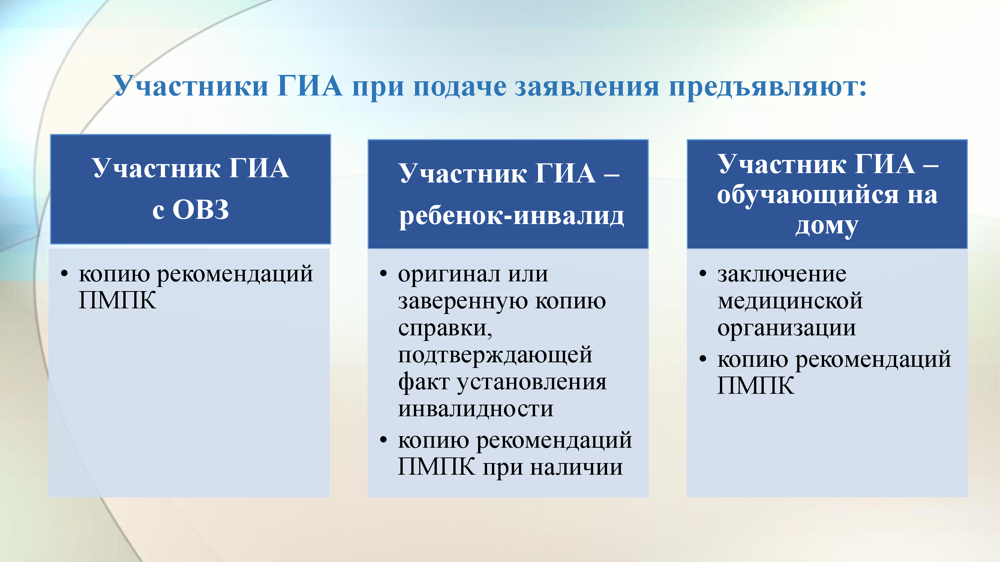 Участники ГИА при подаче заявления предъявляют:
Участник ГИА
с ОВЗ
• копию рекомендаций
ПМПК
Участник ГИА –
ребенок-инвалид
• оригинал или
заверенную копию
справки,
подтверждающей
факт установления
инвалидности
• копию рекомендаций
ПМПК при наличии
Участник ГИА –
обучающийся на
дому
• заключение
медицинской
организации
• копию рекомендаций
ПМПК